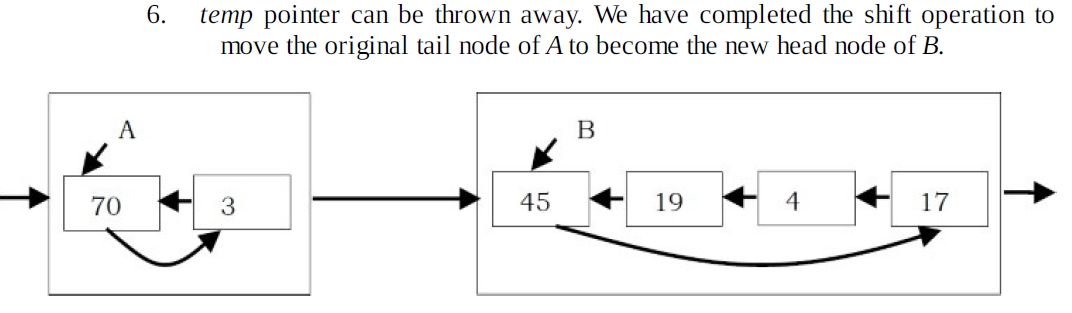 6. temp pointer can be thrown away. We have completed the shift operation to
move the original tail node of A to become the new head node of B.
A
B
70 3 45 19 4 17